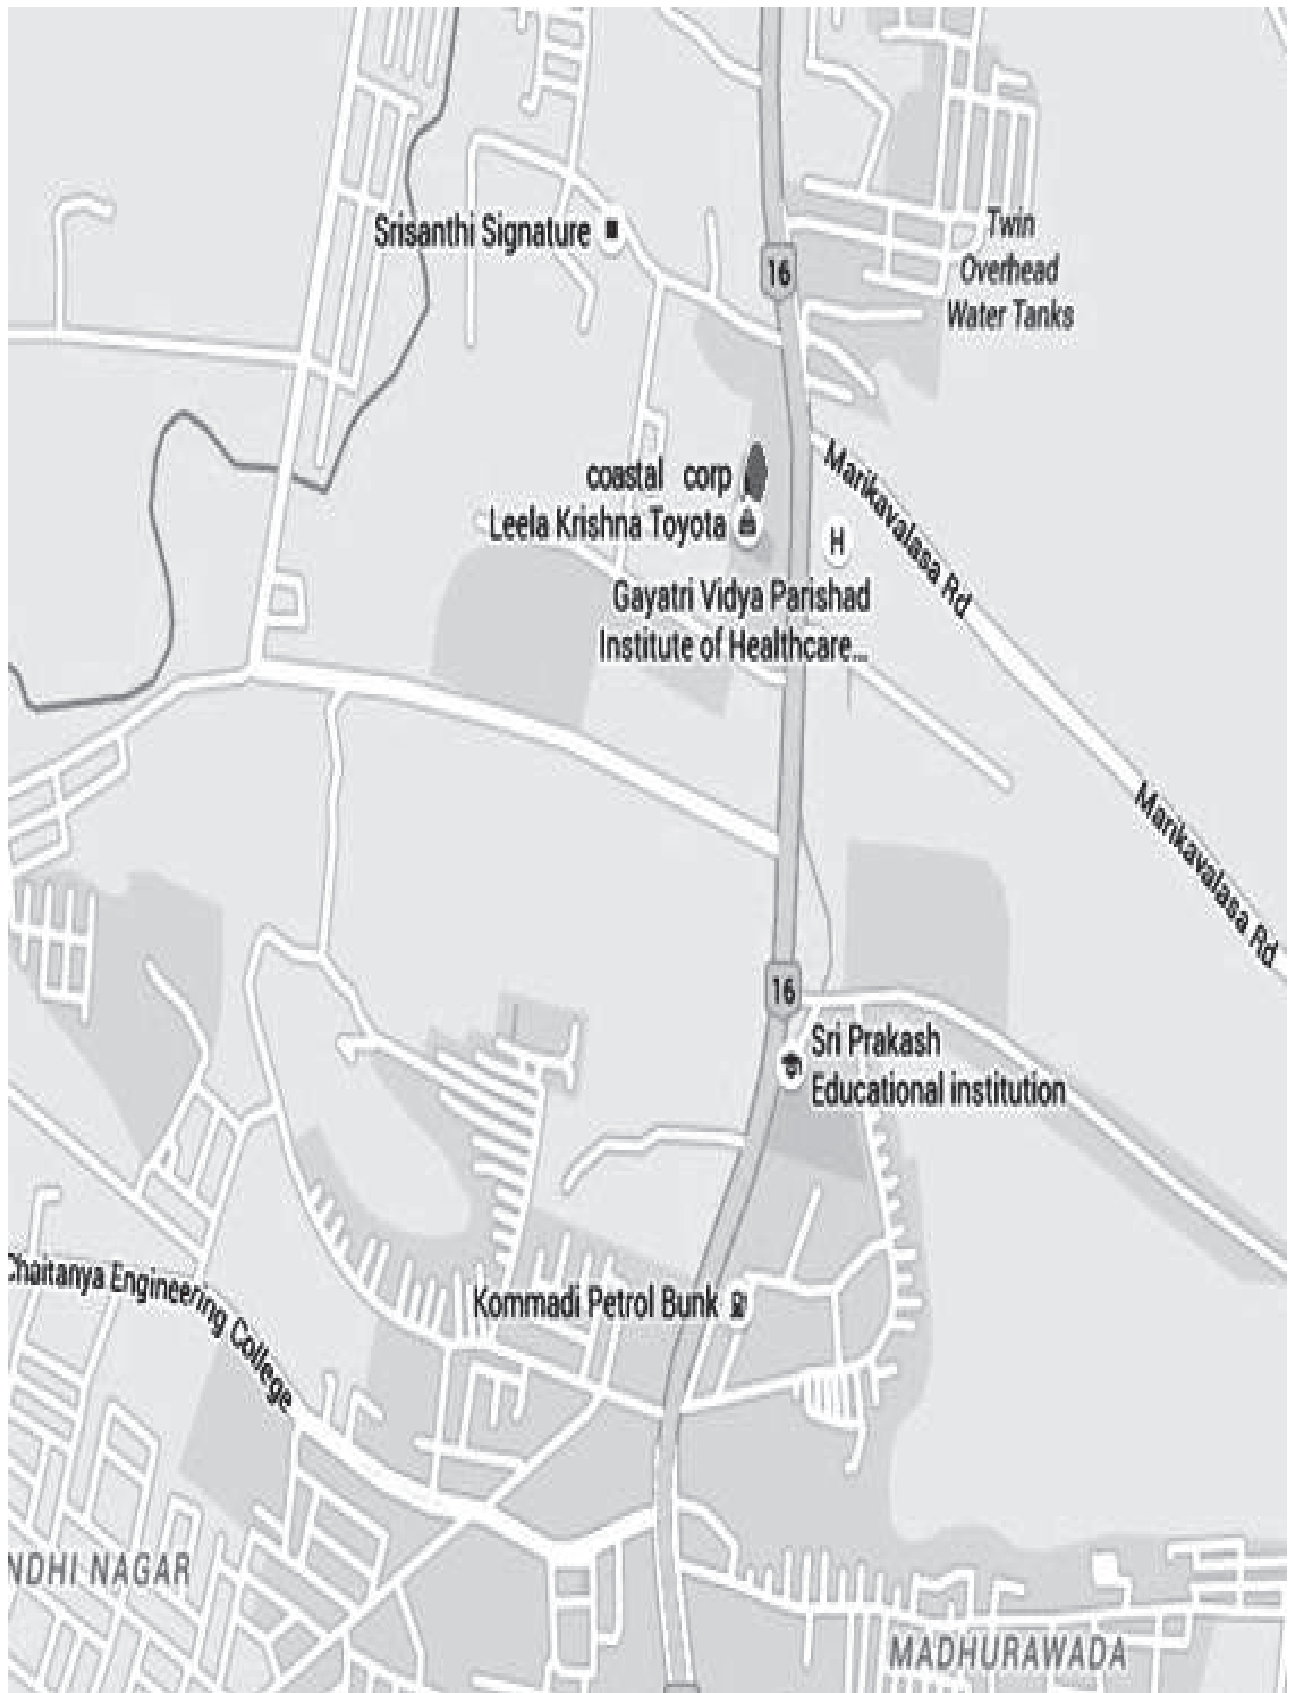 Srisanthi Signature
16
Twin
Overhead
Water Tanks
coastal corp
Leela Krishna Toyota
H
Marikavalasa Rd
Gayatri Vidya Parishad
Institute of Healthcare...
Marikavalasa Rd
16
Sri Prakash
Educational institution
Chaitanya Engineering College
Kommadi Petrol Bunk
NDHI NAGAR
MADHURAWADA